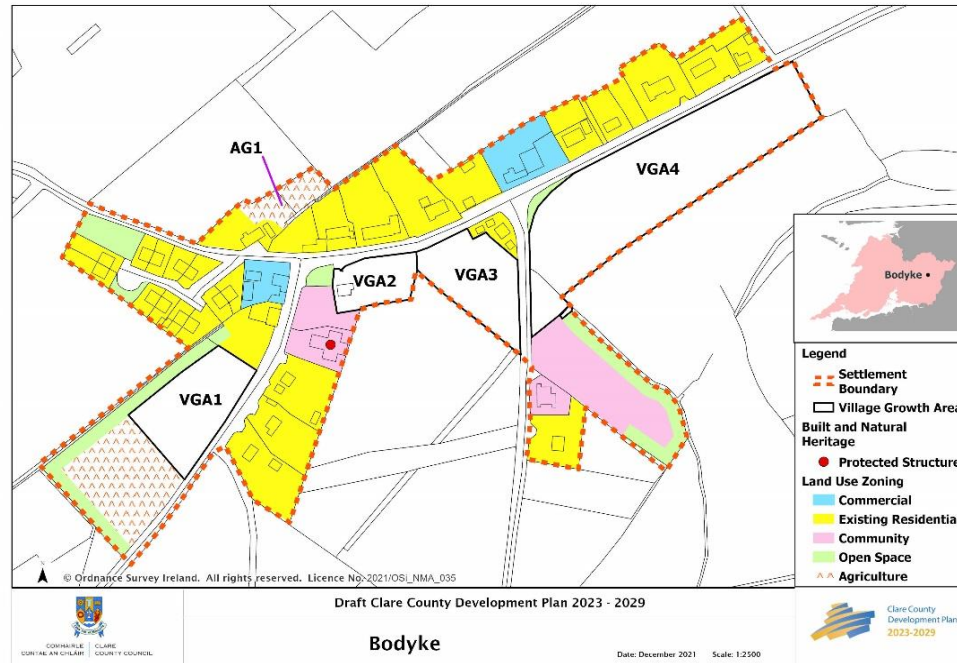 AG1
VGA4
VGA2
VGA3
VGA1
Bodyke
Legend
Settlement
Boundary
Village Growth Area
Built and Natural
Heritage
Protected Structure
Land Use Zoning
Commercial
Existing Residential
Community
Open Space
Agriculture
N
© Ordnance Survey Ireland. All rights reserved. Licence No. 2021/OSi_NMA_035
COMHAIRLE CONTAE AN CHLÁIR
CLARE COUNTY COUNCIL
Draft Clare County Development Plan 2023 - 2029
Bodyke
Date: December 2021 Scale: 1:2500
Clare County
Development Plan
2023-2029